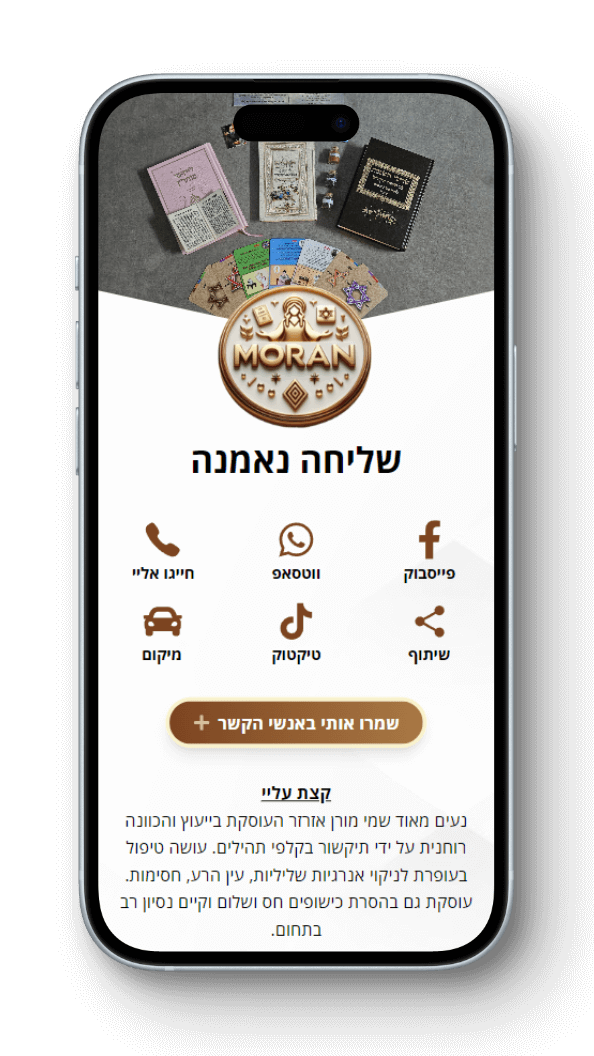 MORAN
שליחה נאמנה
פייסבוק
ווטסאפ
חייגו אליי
שיתוף
טיקטוק
מיקום
שמרו אותי באנשי הקשר +
קצת עליי
נעים מאוד שמי מורן אזרזר העוסקת בייעוץ והכוונה
רוחנית על ידי תיקשור בקלפי תהילים. עושה טיפול
בעופרת לניקוי אנרגיות שליליות, עין הרע, חסימות.
עוסקת גם בהסרת כישופים חס ושלום וקיים נסיון רב
בתחום.